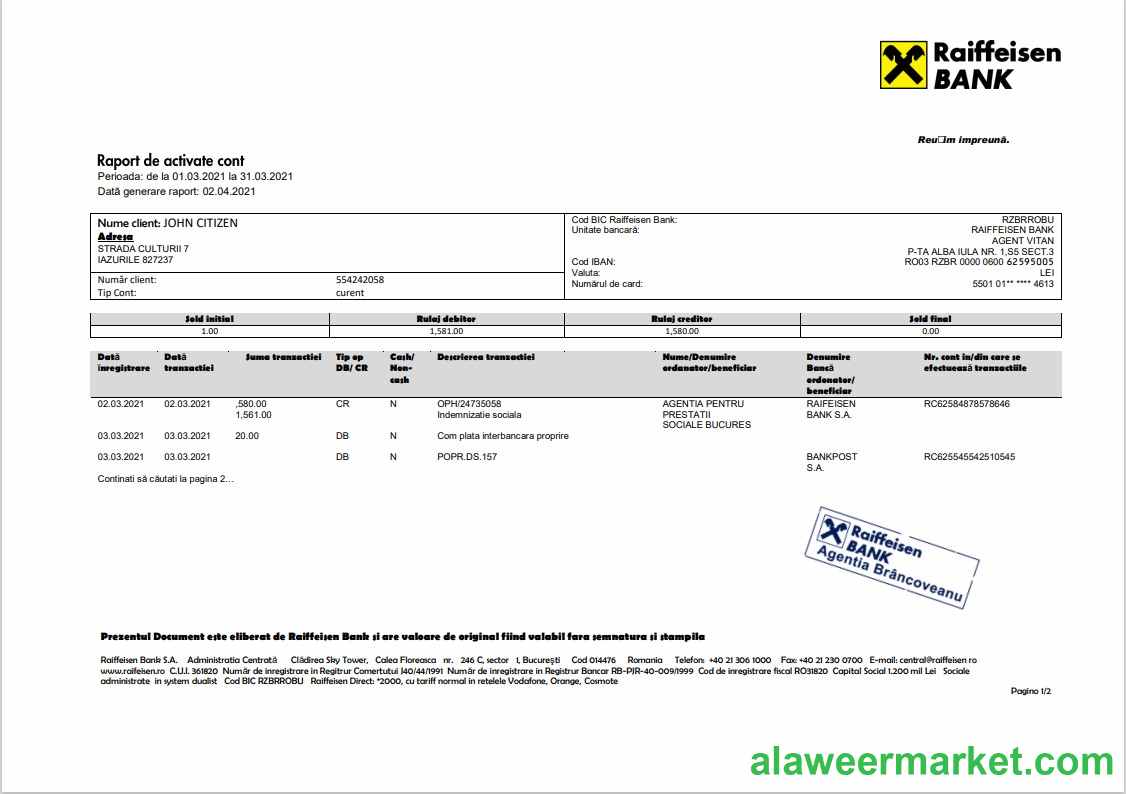 Raiffeisen
BANK
Reu□im impreună.
Raport de activate cont
Perioada: de la 01.03.2021 la 31.03.2021
Dată generare raport: 02.04.2021
Nume client: JOHN CITIZEN
Adresa
STRADA CULTURII 7
IAZURILE 827237
Număr client: 554242058
Tip Cont: curent
Cod BIC Raiffeisen Bank: RZBRROBU
Unitate bancară: RAIFFEISEN BANK
AGENT VITAN
P-TA ALBA IULA NR. 1,S5 SECT.3
Cod IBAN: RO03 RZBR 0000 0600 62595005
Valuta: LEI
Numărul de card: 5501 01** **** 4613
Sold initial Rulaj debitor Rulaj creditor Sold final
1.00 1,581.00 1,580.00 0.00
Dată Dată Suma transactiei Tip op Cash/ Descrierea transactiei Nume/Denumire Denumire Nr. cont in/din care se
înregistrare transactiei DB/ CR Non- ordanator/beneficiar Bancă efectuează transactiile
cash ordonator/
beneficiar
02.03.2021 02.03.2021 ,580.00 CR N OPH/24735058 AGENTIA PENTRU RAIFEISEN RC62584878578646
1,561.00 Indemnizatie sociala PRESTATII BANK S.A.
SOCIALE BUCURES
03.03.2021 03.03.2021 20.00 DB N Com plata interbancara proprire
03.03.2021 03.03.2021 DB N POPR.DS.157 BANKPOST RC625545542510545
S.A.
Continati să căutati la pagina 2…
Raiffeisen
BANK
Agentia Brâncoveanu
Prezentul Document este eliberat de Raiffeisen Bank si are valoare de original fiind valabil fara semnatura si stampila
Raiffeisen Bank S.A. Administratia Centrată Clădirea Sky Tower, Calea Floreasca nr. 246 C, sector 1, București Cod 014476 Romania Telefon: +40 21 306 1000 Fax: +40 21 230 0700 E-mail: central@raiffeisen ro
www.raifeisen.ro C.U.I. 361820 Număr de inregistrare in Registrur Comertutui J40/44/1991 Număr de inregistrare in Registrur Bancar RB-PJR-40-009/1999 Cod de inregistrare fiscal RO31820 Capital Social 1.200 mil Lei Sociale
administrate in system dualist Cod BIC RZBRROBU Raiffeisen Direct: *2000, cu tariff normal in retelele Vodafone, Orange, Cosmote
Pagino 1/2
alaweermarket.com